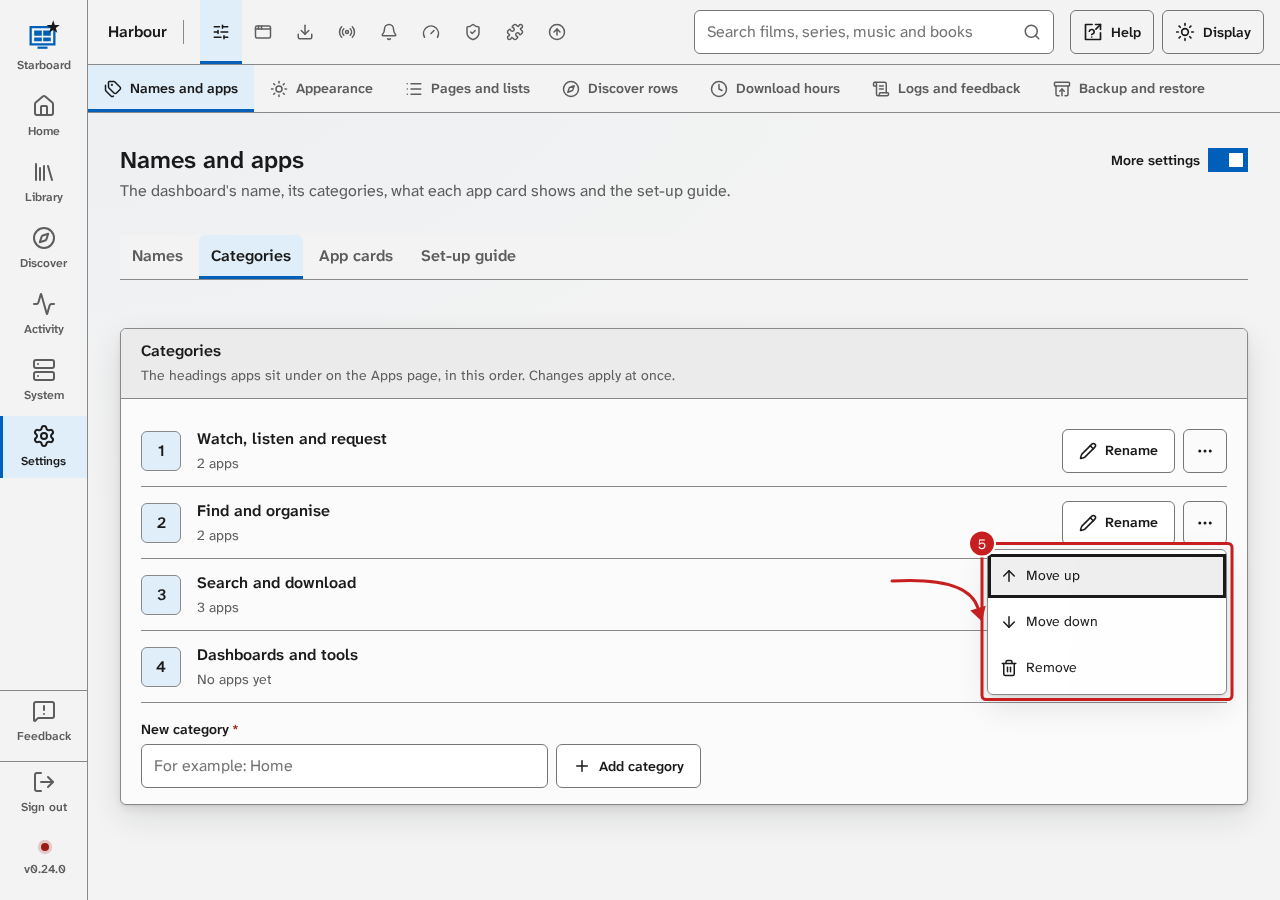 Starboard
Home
Library
Discover
Activity
System
Settings
Feedback
Sign out
v0.24.0
Harbour
Search films, series, music and books
Help
Display
Names and apps
Appearance
Pages and lists
Discover rows
Download hours
Logs and feedback
Backup and restore
Names and apps
The dashboard's name, its categories, what each app card shows and the set-up guide.
More settings
Names
Categories
App cards
Set-up guide
Categories
The headings apps sit under on the Apps page, in this order. Changes apply at once.
1
Watch, listen and request
2 apps
Rename
2
Find and organise
2 apps
Rename
5
3
Search and download
3 apps
Move up
Move down
Remove
4
Dashboards and tools
No apps yet
New category *
For example: Home
Add category